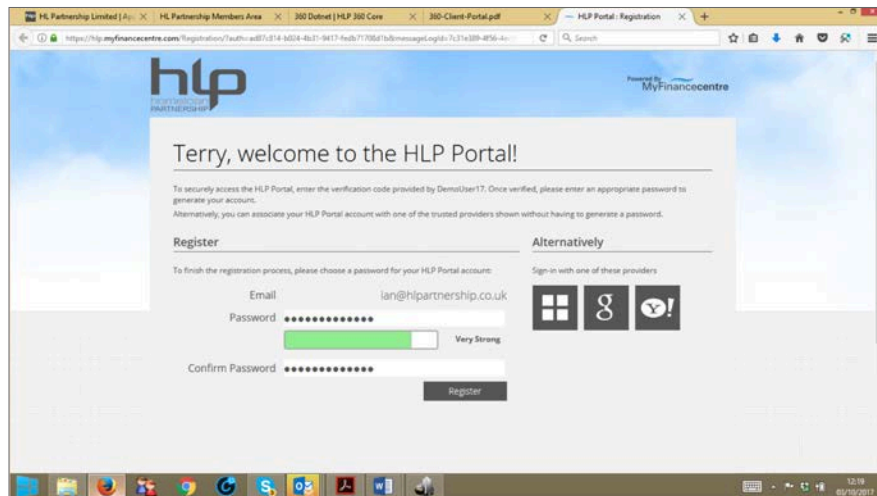 HL Partnership Limited | Ap
HL Partnership Members Area
360 Dotnet | HLP 360 Core
360-Client-Portal.pdf
HLP Portal : Registration
https://hlp.myfinancecentre.com/Registration/?auth=
Search
hlp
homeloan
PARTNERSHIP
Powered By
MyFinancecentre
Terry, welcome to the HLP Portal!
To securely access the HLP Portal, enter the verification code provided by DemoUser17. Once verified, please enter an appropriate password to
generate your account.
Alternatively, you can associate your HLP Portal account with one of the trusted providers shown without having to generate a password.
Register
Alternatively
To finish the registration process, please choose a password for your HLP Portal account:
Sign-in with one of these providers
Email ian@hlpartnership.co.uk
Password
Very Strong
Confirm Password
Register
12:19
03/10/2017